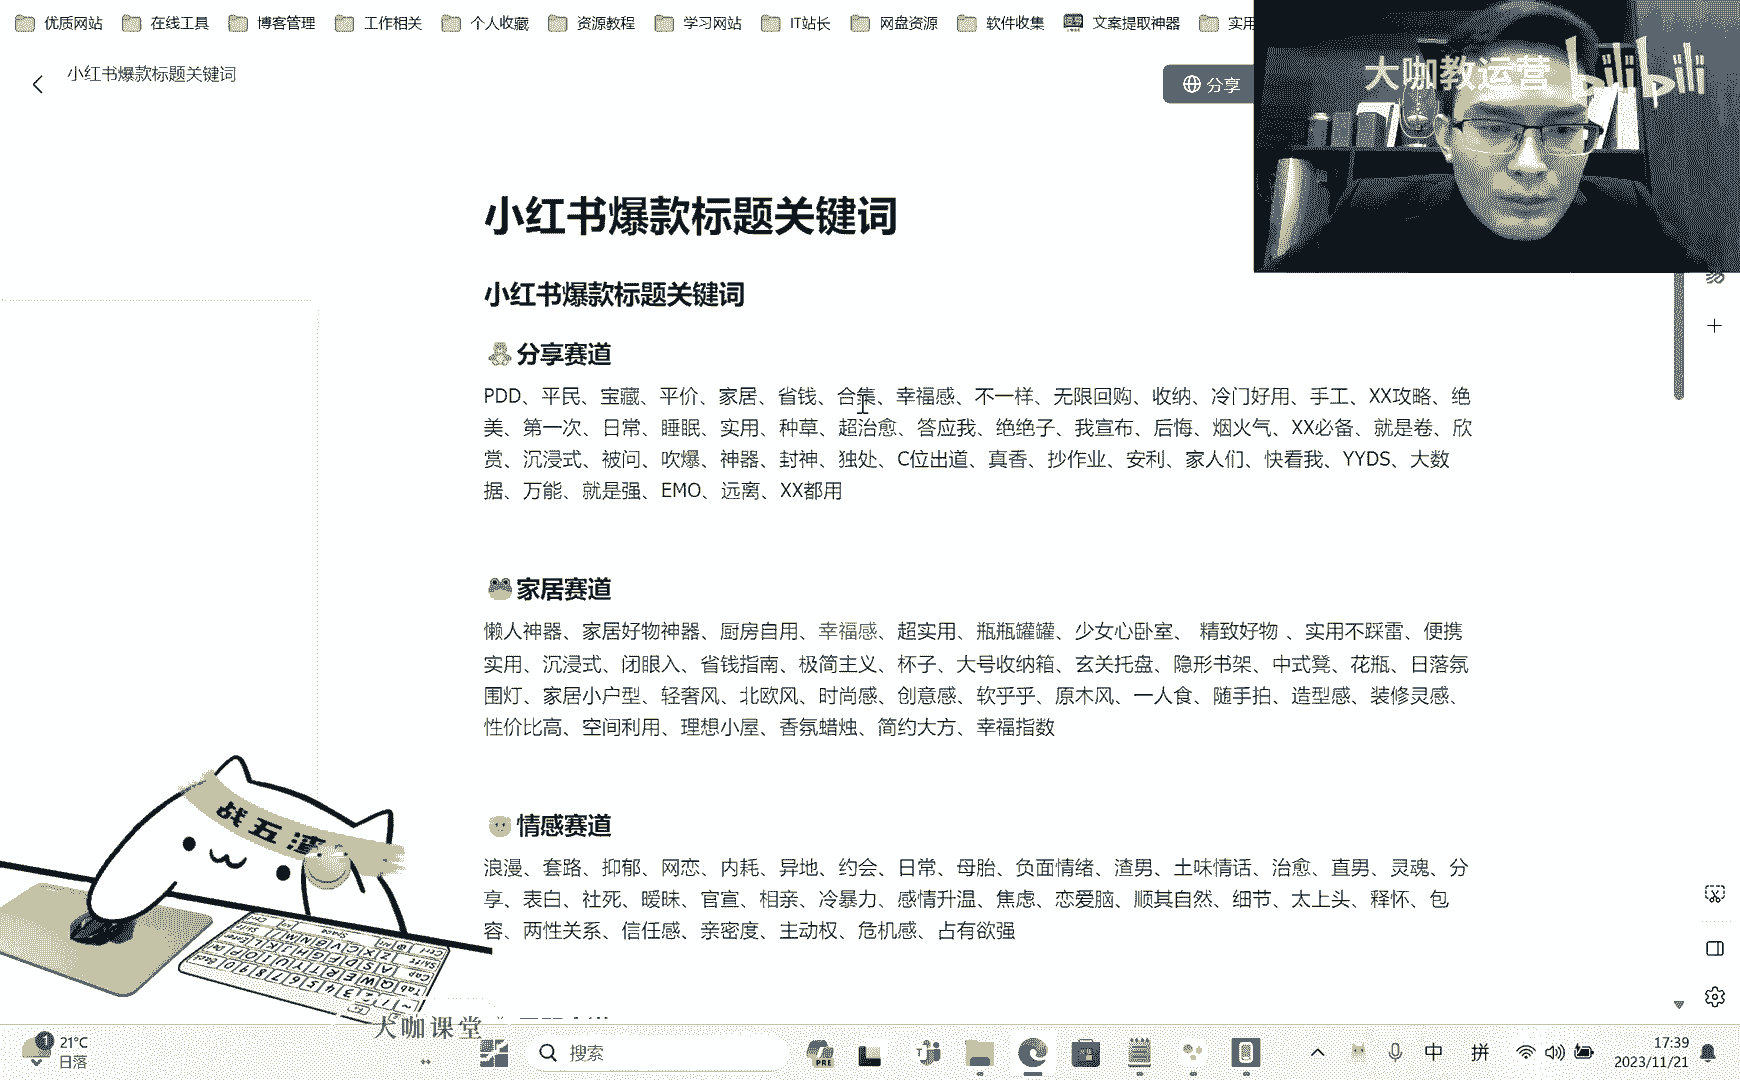 优质网站 在线工具 博客管理 工作相关 个人收藏 资源教程 学习网站 IT站长 网盘资源 软件收集 文案提取神器 实用
小红书爆款标题关键词
分享
大咖教运营 bilibili
小红书爆款标题关键词
小红书爆款标题关键词
分享赛道
PDD、平民、宝藏、平价、家居、省钱、合集、幸福感、不一样、无限回购、收纳、冷门好用、手工、XX攻略、绝
美、第一次、日常、睡眠、实用、种草、超治愈、答应我、绝绝子、我宣布、后悔、烟火气、XX必备、就是卷、欣
赏、沉浸式、被问、吹爆、神器、封神、独处、C位出道、真香、抄作业、安利、家人们、快看我、YYDS、大数
据、万能、就是强、EMO、远离、XX都用
家居赛道
懒人神器、家居好物神器、厨房自用、幸福感、超实用、瓶瓶罐罐、少女心卧室、 精致好物 、实用不踩雷、便携
实用、沉浸式、闭眼入、省钱指南、极简主义、杯子、大号收纳箱、玄关托盘、隐形书架、中式凳、花瓶、日落氛
围灯、家居小户型、轻奢风、北欧风、时尚感、创意感、软乎乎、原木风、一人食、随手拍、造型感、装修灵感、
性价比高、空间利用、理想小屋、香氛蜡烛、简约大方、幸福指数
情感赛道
浪漫、套路、抑郁、网恋、内耗、异地、约会、日常、母胎、负面情绪、渣男、土味情话、治愈、直男、灵魂、分
享、表白、社死、暧昧、官宣、相亲、冷暴力、感情升温、焦虑、恋爱脑、顺其自然、细节、太上头、释怀、包
容、两性关系、信任感、亲密度、主动权、危机感、占有欲强
战五渣
大咖课堂
1 21°C
日落
搜索
PRE
中 拼
17:39
2023/11/21